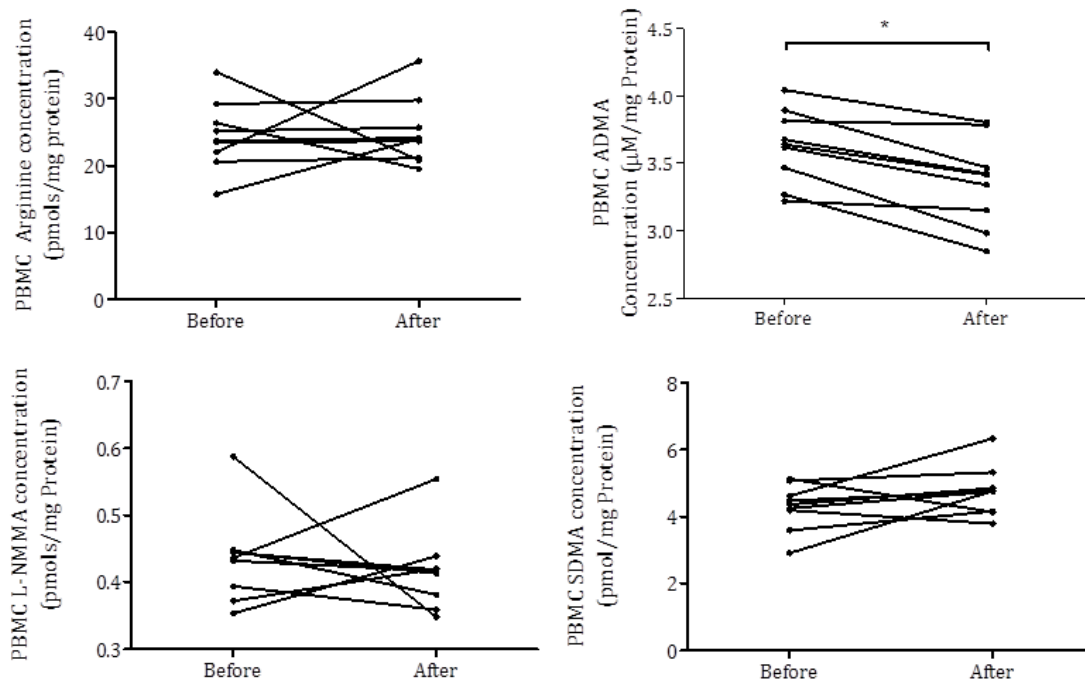 PBMC Arginine concentration
(pmols/mg protein)
40
30
20
10
0
Before
After
PBMC ADMA
Concentration (μM/mg Protein)
4.5
4.0
3.5
3.0
2.5
*
Before
After
PBMC L-NMMA concentration
(pmols/mg Protein)
0.7
0.6
0.5
0.4
0.3
Before
After
PBMC SDMA concentration
(pmol/mg Protein)
8
6
4
2
0
Before
After